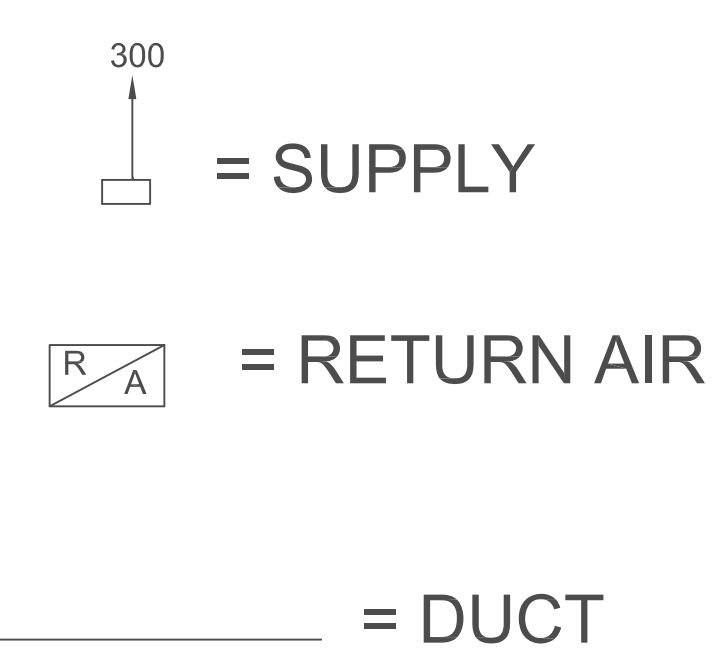 300
= SUPPLY
R
A
= RETURN AIR
= DUCT